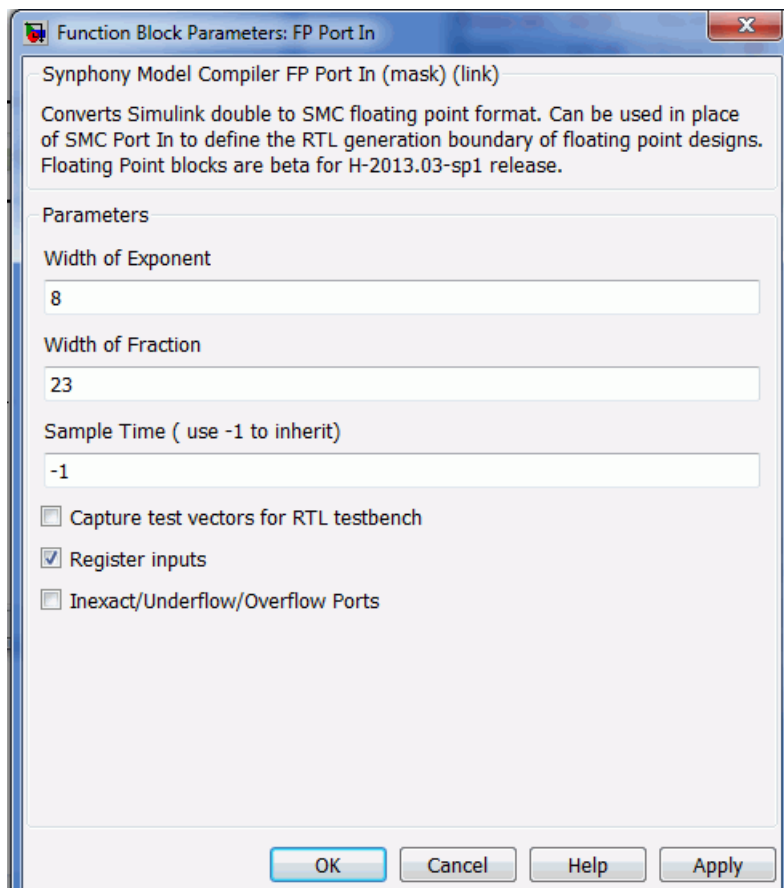 Function Block Parameters: FP Port In
X
Synphony Model Compiler FP Port In (mask) (link)
Converts Simulink double to SMC floating point format. Can be used in place
of SMC Port In to define the RTL generation boundary of floating point designs.
Floating Point blocks are beta for H-2013.03-sp1 release.
Parameters
Width of Exponent
8
Width of Fraction
23
Sample Time ( use -1 to inherit)
-1
Capture test vectors for RTL testbench
Register inputs
Inexact/Underflow/Overflow Ports
OK Cancel Help Apply